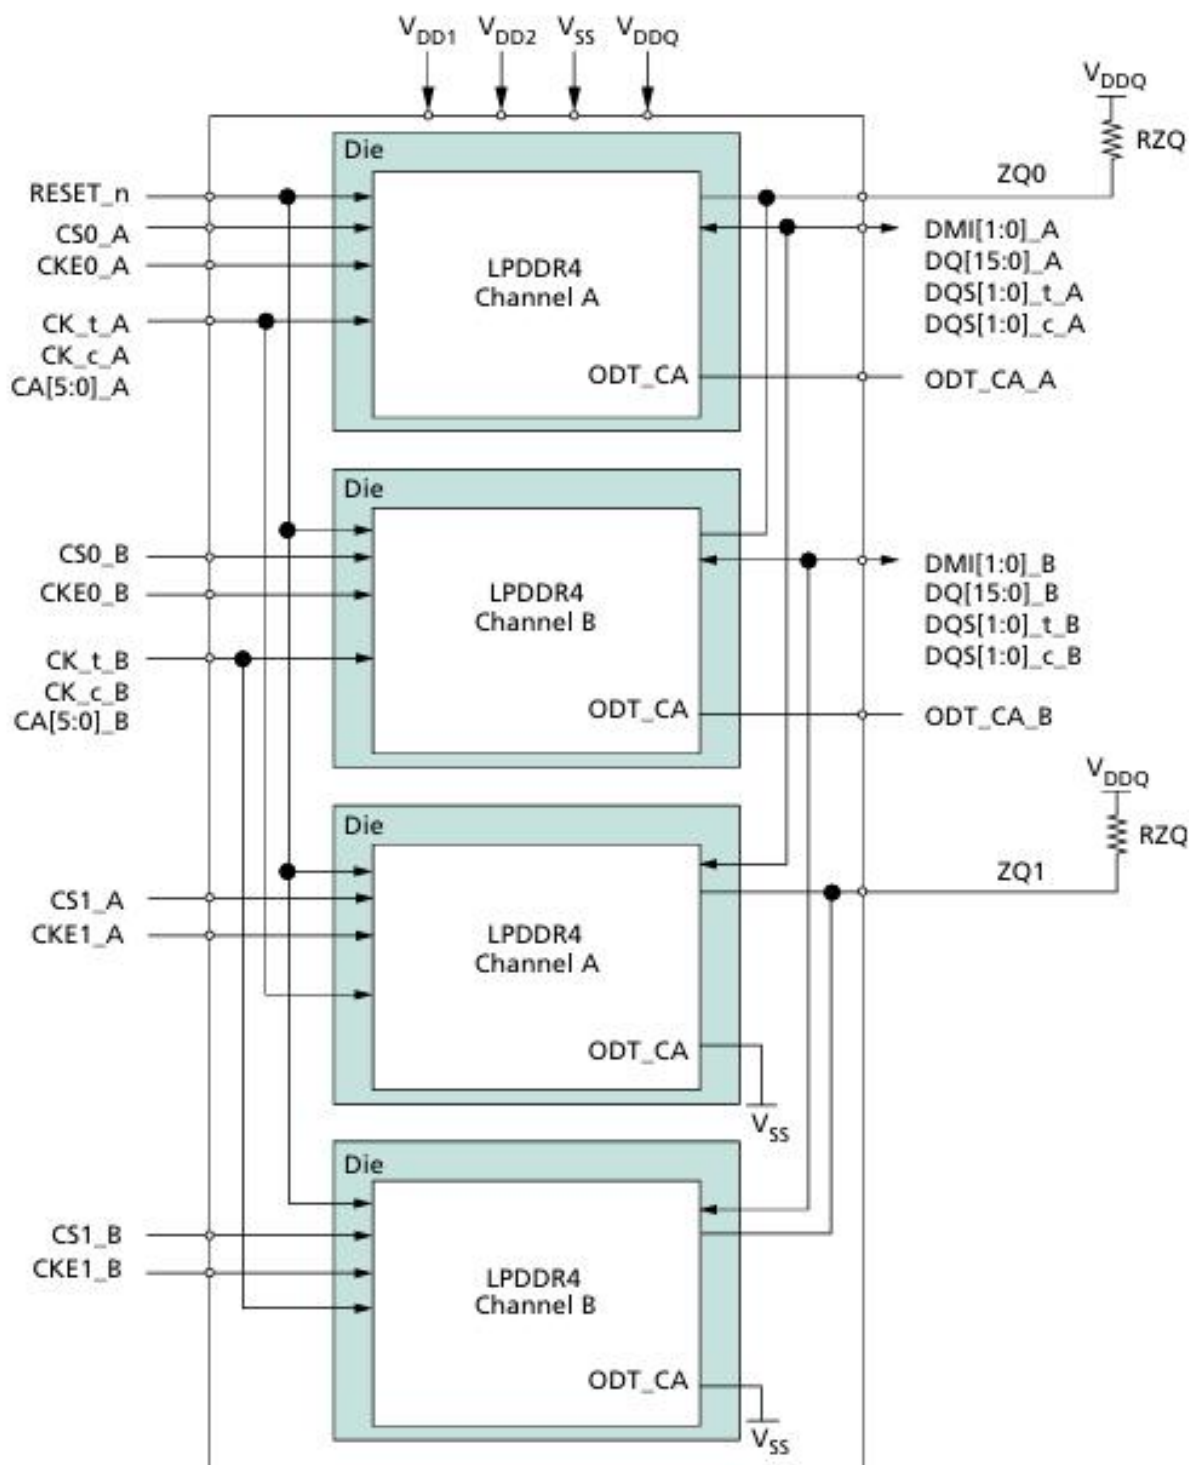 VDD1 VDD2 VSS VDDQ
VDDQ
RZQ
Die
RESET_n
ZQ0
CS0_A
DMI[1:0]_A
CKE0_A
LPDDR4
Channel A
DQ[15:0]_A
DQS[1:0]_t_A
CK_t_A
DQS[1:0]_c_A
CK_c_A
CA[5:0]_A
ODT_CA
ODT_CA_A
Die
CS0_B
DMI[1:0]_B
CKE0_B
LPDDR4
Channel B
DQ[15:0]_B
DQS[1:0]_t_B
CK_t_B
DQS[1:0]_c_B
CK_c_B
CA[5:0]_B
ODT_CA
ODT_CA_B
VDDQ
RZQ
Die
ZQ1
CS1_A
CKE1_A
LPDDR4
Channel A
ODT_CA
VSS
Die
CS1_B
CKE1_B
LPDDR4
Channel B
ODT_CA
VSS